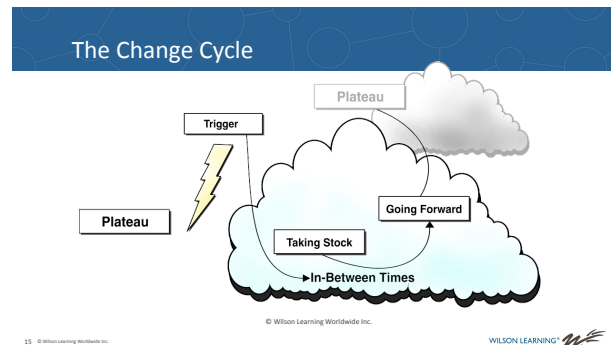 The Change Cycle
Plateau
Trigger
Plateau
Going Forward
Taking Stock
In-Between Times
© Wilson Learning Worldwide Inc.
15 © Wilson Learning Worldwide Inc.
WILSON LEARNING®